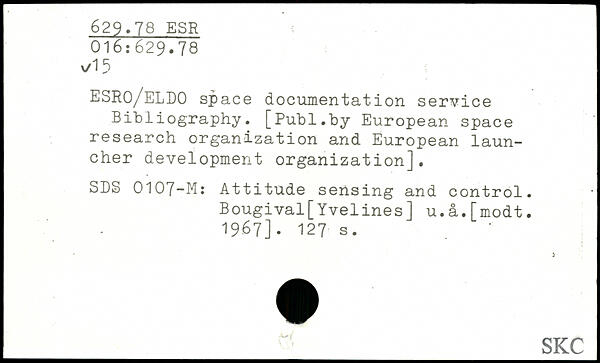 629.78 ESR
016:629.78
v15
ESRO/ELDO space documentation service
Bibliography. [Publ.by European space
research organization and European laun-
cher development organization].
SDS 0107-M: Attitude sensing and control.
Bougival[Yvelines] u.å.[modt.
1967]. 127 s.
SKC